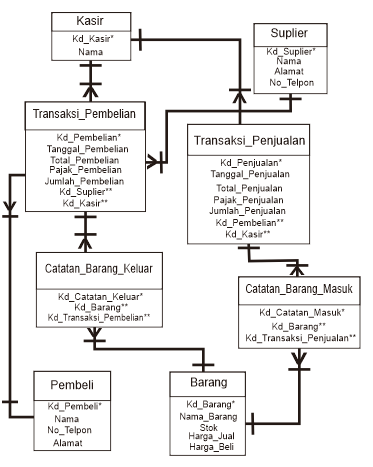 Kasir
Kd_Kasir*
Nama
Suplier
Kd_Suplier*
Nama
Alamat
No_Telpon
Transaksi_Pembelian
Kd_Pembelian*
Tanggal_Pembelian
Total_Pembelian
Pajak_Pembelian
Jumlah_Pembelian
Kd_Suplier**
Kd_Kasir**
Transaksi_Penjualan
Kd_Penjualan*
Tanggal_Penjualan
Total_Penjualan
Pajak_Penjualan
Jumlah_Penjualan
Kd_Pembelian**
Kd_Kasir**
Catatan_Barang_Keluar
Kd_Catatan_Keluar*
Kd_Barang**
Kd_Transaksi_Pembelian**
Catatan_Barang_Masuk
Kd_Catatan_Masuk*
Kd_Barang**
Kd_Transaksi_Penjualan**
Pembeli
Kd_Pembeli*
Nama
No_Telpon
Alamat
Barang
Kd_Barang*
Nama_Barang
Stok
Harga_Jual
Harga_Beli